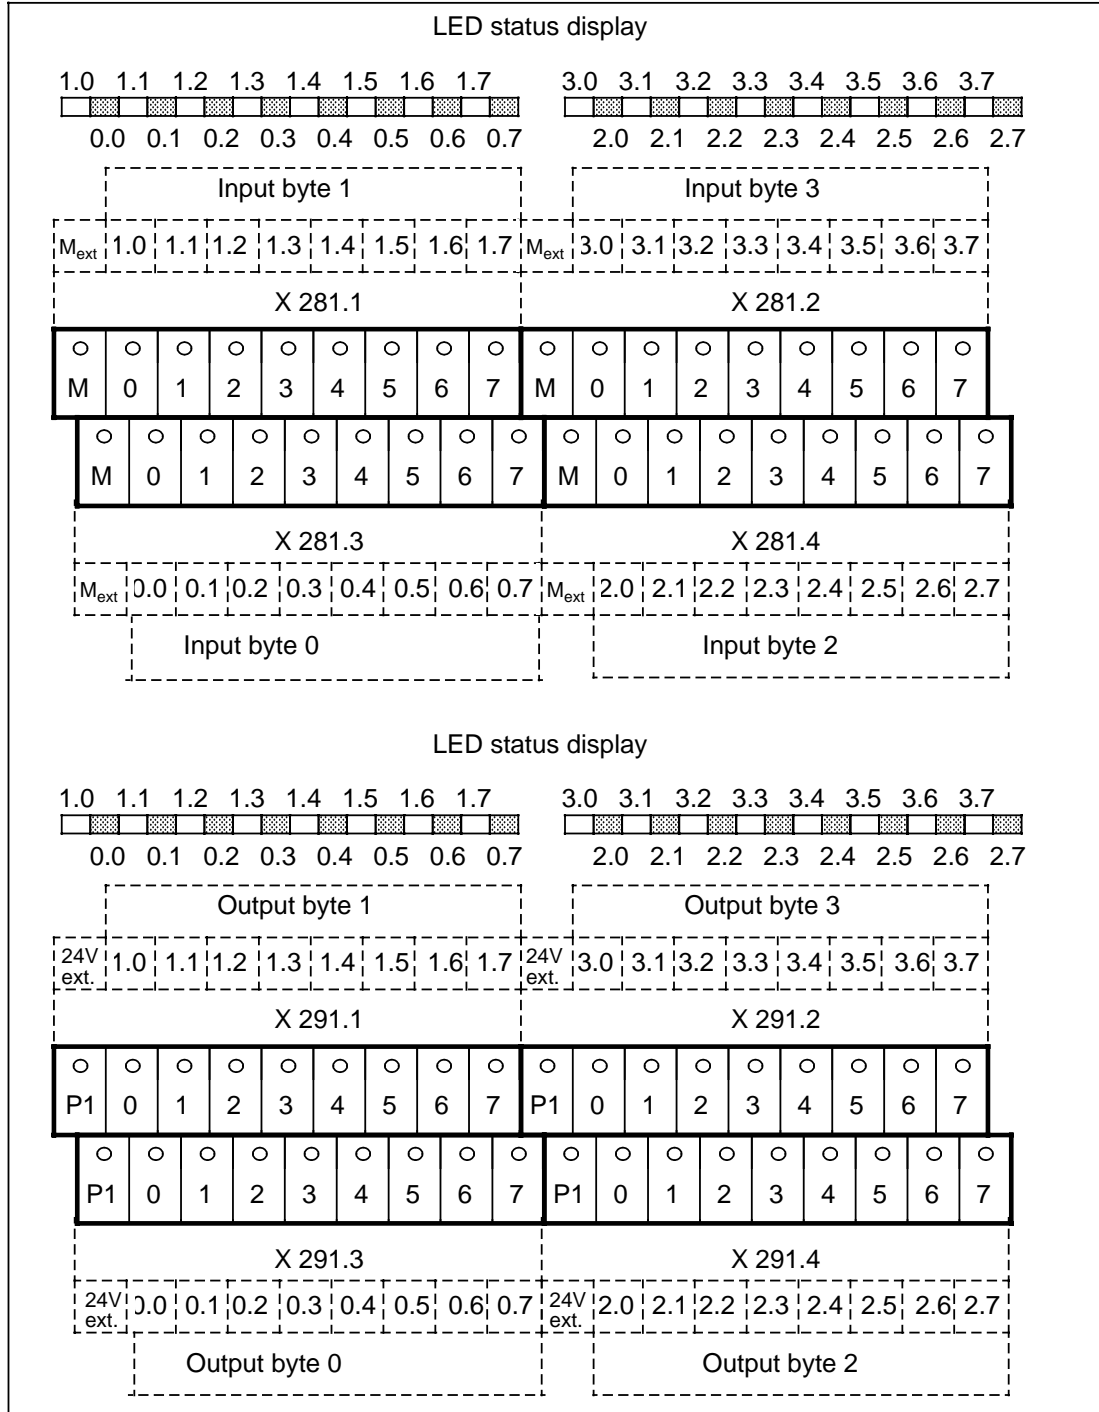 LED status display
1.0 1.1 1.2 1.3 1.4 1.5 1.6 1.7 3.0 3.1 3.2 3.3 3.4 3.5 3.6 3.7
0.0 0.1 0.2 0.3 0.4 0.5 0.6 0.7 2.0 2.1 2.2 2.3 2.4 2.5 2.6 2.7
Input byte 1 Input byte 3
Mext 1.0 1.1 1.2 1.3 1.4 1.5 1.6 1.7 Mext 3.0 3.1 3.2 3.3 3.4 3.5 3.6 3.7
X 281.1 X 281.2
M 0 1 2 3 4 5 6 7 M 0 1 2 3 4 5 6 7
M 0 1 2 3 4 5 6 7 M 0 1 2 3 4 5 6 7
X 281.3 X 281.4
Mext 0.0 0.1 0.2 0.3 0.4 0.5 0.6 0.7 Mext 2.0 2.1 2.2 2.3 2.4 2.5 2.6 2.7
Input byte 0 Input byte 2
LED status display
1.0 1.1 1.2 1.3 1.4 1.5 1.6 1.7 3.0 3.1 3.2 3.3 3.4 3.5 3.6 3.7
0.0 0.1 0.2 0.3 0.4 0.5 0.6 0.7 2.0 2.1 2.2 2.3 2.4 2.5 2.6 2.7
Output byte 1 Output byte 3
24V ext. 1.0 1.1 1.2 1.3 1.4 1.5 1.6 1.7 24V ext. 3.0 3.1 3.2 3.3 3.4 3.5 3.6 3.7
X 291.1 X 291.2
P1 0 1 2 3 4 5 6 7 P1 0 1 2 3 4 5 6 7
P1 0 1 2 3 4 5 6 7 P1 0 1 2 3 4 5 6 7
X 291.3 X 291.4
24V ext. 0.0 0.1 0.2 0.3 0.4 0.5 0.6 0.7 24V ext. 2.0 2.1 2.2 2.3 2.4 2.5 2.6 2.7
Output byte 0 Output byte 2